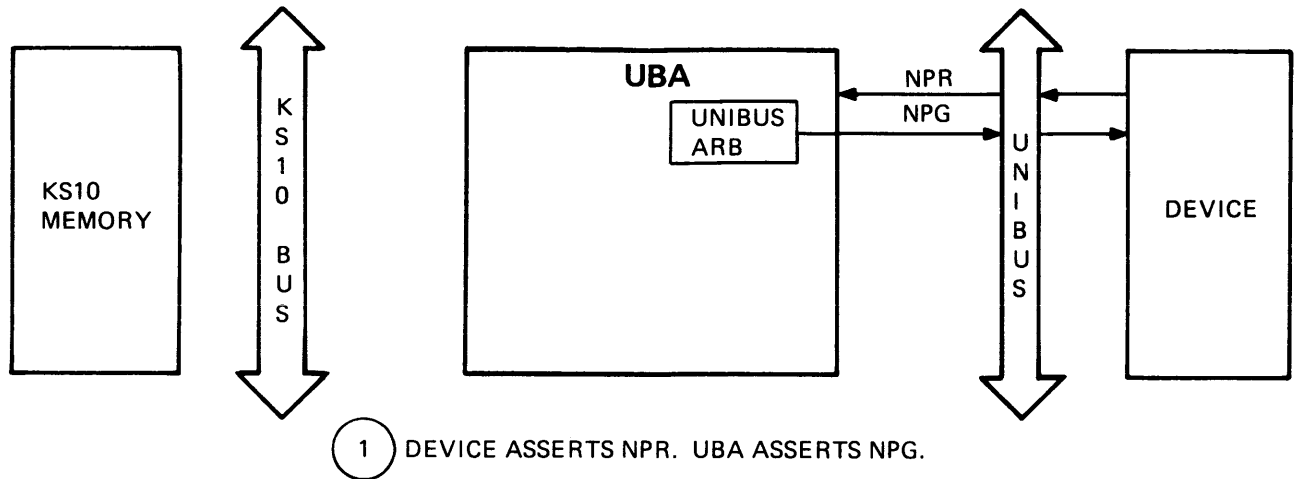 KS10
MEMORY
KS10 BUS
UBA
UNIBUS
ARB
NPR
NPG
UNIBUS
DEVICE
1 DEVICE ASSERTS NPR. UBA ASSERTS NPG.